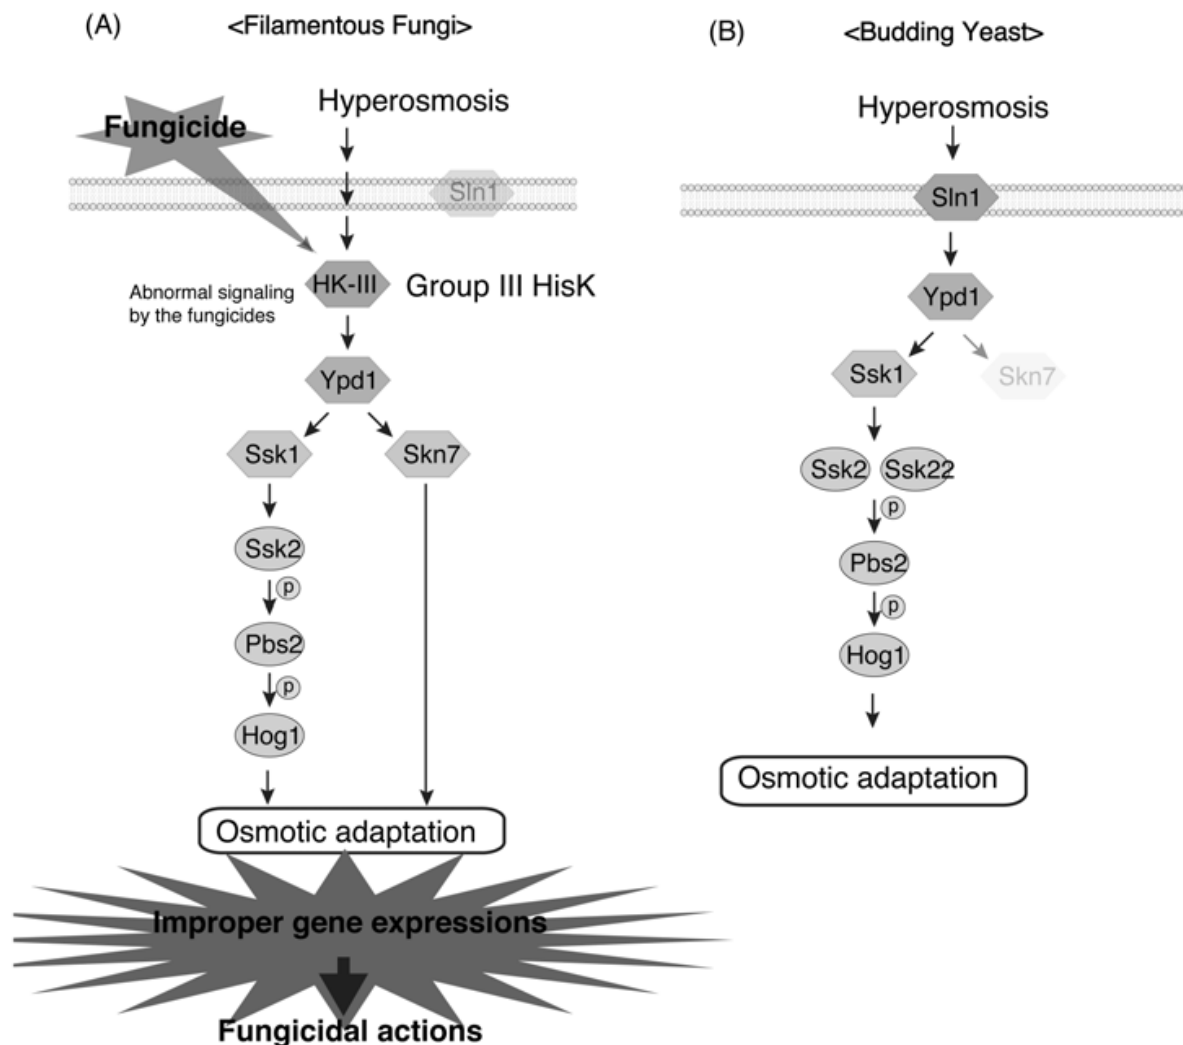 (A) <Filamentous Fungi>
Hyperosmosis
Fungicide
Sln1
HK-III
Group III HisK
Abnormal signaling
by the fungicides
Ypd1
Ssk1
Skn7
Ssk2
p
Pbs2
p
Hog1
Osmotic adaptation
Improper gene expressions
Fungicidal actions
(B) <Budding Yeast>
Hyperosmosis
Sln1
Ypd1
Ssk1
Skn7
Ssk2
Ssk22
p
Pbs2
p
Hog1
Osmotic adaptation